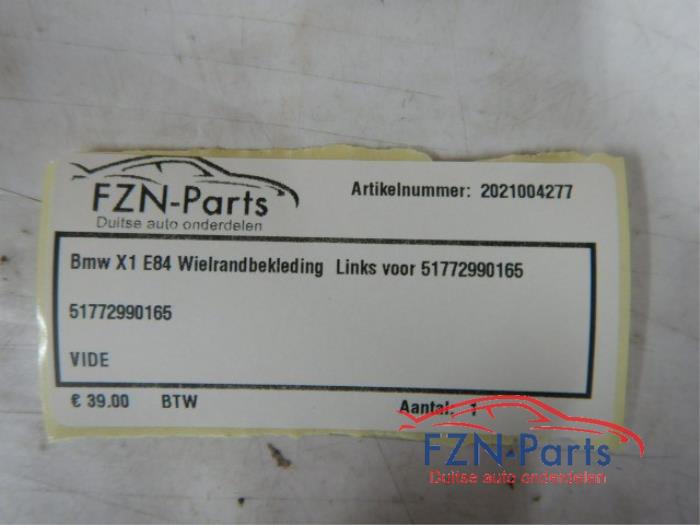 FZN-Parts
Duitse auto onderdelen
Artikelnummer: 2021004277
Bmw X1 E84 Wielrandbekleding Links voor 51772990165
51772990165
VIDE
€ 39.00 BTW Aantal: 1
FZN-Parts
Duitse auto onderdelen